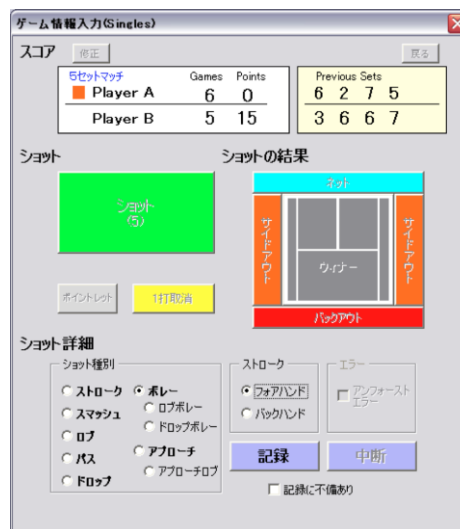 ゲーム情報入力(Singles)
スコア 修正 戻る
5セットマッチ Games Points
Player A 6 0
Player B 5 15
Previous Sets
6 2 7 5
3 6 6 7
ショット
ショット
(5)
ポイントレット 1打取消
ショットの結果
ネット
サイドアウト
ウィナー
サイドアウト
バックアウト
ショット詳細
ショット種別
ストローク
スマッシュ
ロブ
パス
ドロップ
ボレー
ロブボレー
ドロップボレー
アプローチ
アプローチロブ
ストローク
フォアハンド
バックハンド
エラー
アンフォースト
エラー
記録 中断
記録に不備あり